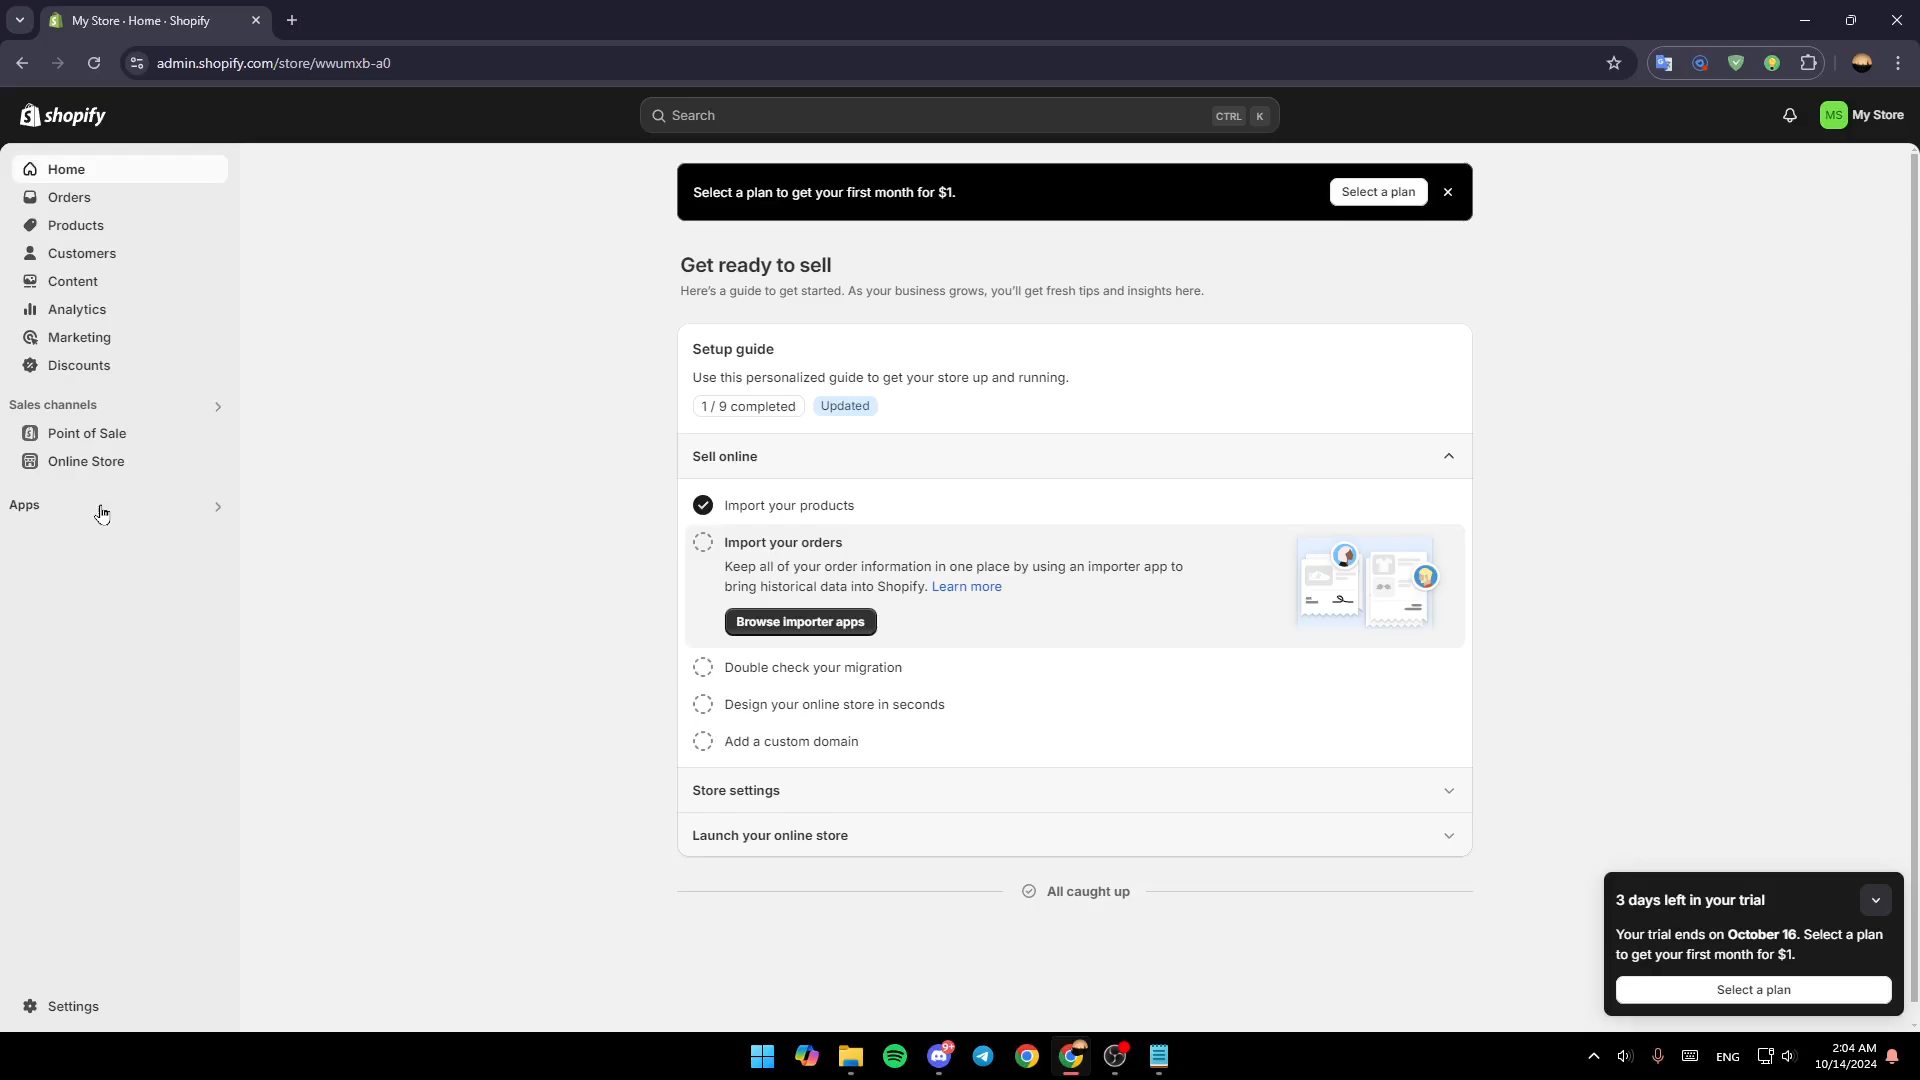 My Store · Home · Shopify
admin.shopify.com/store/wwumxb-a0
shopify
Search
CTRL K
MS My Store
Home
Orders
Products
Customers
Content
Analytics
Marketing
Discounts
Sales channels
Point of Sale
Online Store
Apps
Settings
Select a plan to get your first month for $1.
Select a plan
Get ready to sell
Here's a guide to get started. As your business grows, you'll get fresh tips and insights here.
Setup guide
Use this personalized guide to get your store up and running.
1 / 9 completed
Updated
Sell online
Import your products
Import your orders
Keep all of your order information in one place by using an importer app to
bring historical data into Shopify. Learn more
Browse importer apps
Double check your migration
Design your online store in seconds
Add a custom domain
Store settings
Launch your online store
All caught up
3 days left in your trial
Your trial ends on October 16. Select a plan
to get your first month for $1.
Select a plan
9+
ENG
2:04 AM
10/14/2024